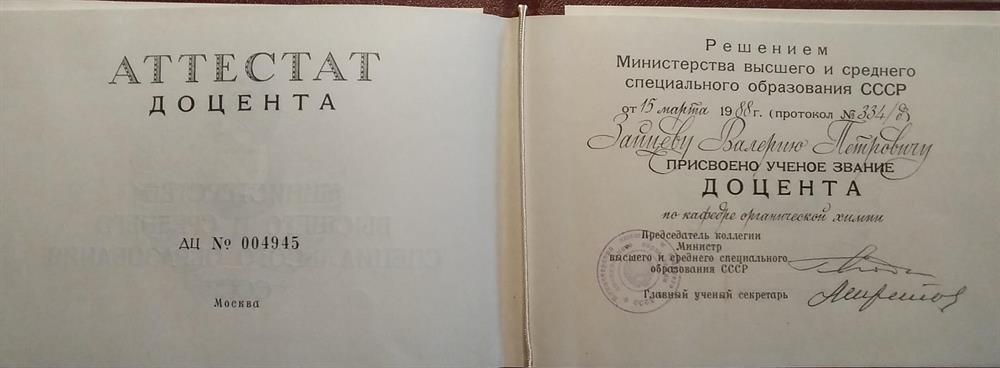 АТТЕСТАТ
ДОЦЕНТА
ДЦ № 004945
Москва
Решением
Министерства высшего и среднего
специального образования СССР
от 15 марта 1988 г. (протокол № 334/д)
Зайцеву Валерию Петровичу
ПРИСВОЕНО УЧЕНОЕ ЗВАНИЕ
ДОЦЕНТА
по кафедре органической химии
Председатель коллегии
Министр
высшего и среднего специального
образования СССР
Главный ученый секретарь